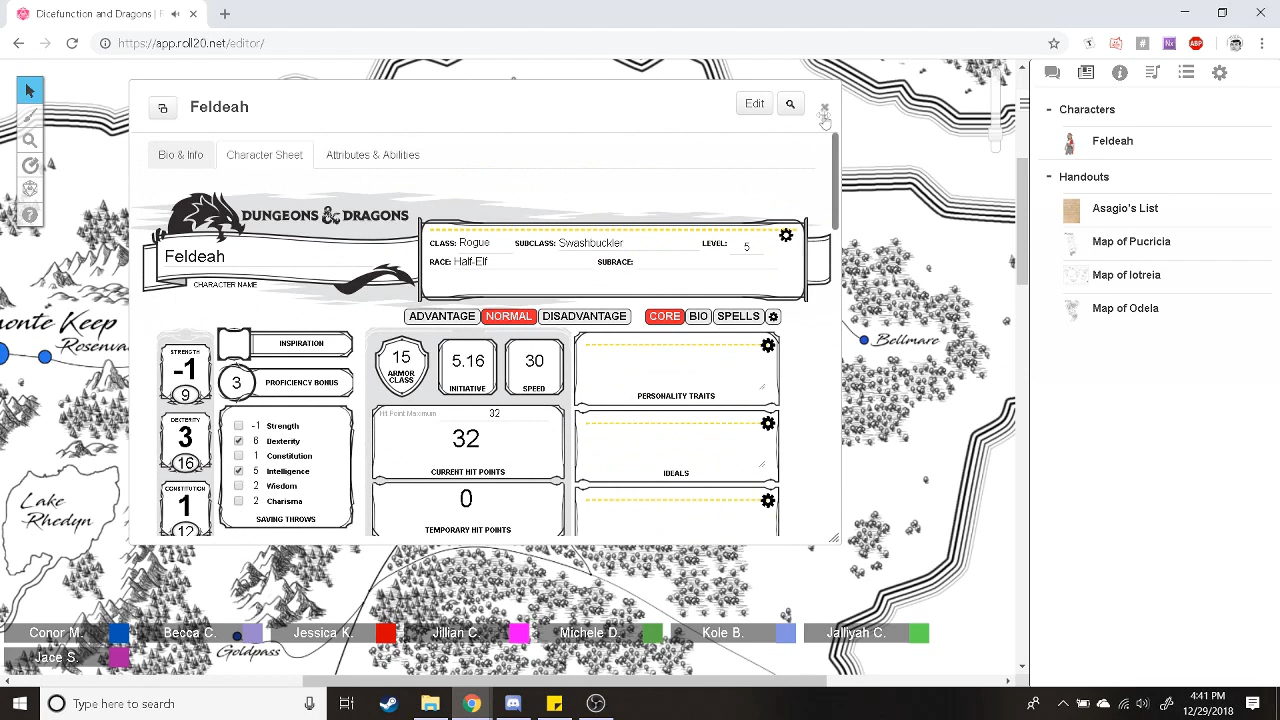 Dicefunction and Dragons | F
https://app.roll20.net/editor/
Feldeah
Edit
Bio & Info
Character Sheet
Attributes & Abilities
DUNGEONS & DRAGONS
Feldeah
CHARACTER NAME
CLASS: Rogue SUBCLASS: Swashbuckler LEVEL: 5
RACE: Half-Elf SUBRACE:
ADVANTAGE NORMAL DISADVANTAGE CORE BIO SPELLS
STRENGTH
-1
9
DEXTERITY
3
16
CONSTITUTION
1
12
INSPIRATION
3 PROFICIENCY BONUS
-1 Strength
6 Dexterity
1 Constitution
5 Intelligence
2 Wisdom
2 Charisma
SAVING THROWS
15
ARMOR
CLASS
5.16
INITIATIVE
30
SPEED
Hit Point Maximum 32
32
CURRENT HIT POINTS
0
TEMPORARY HIT POINTS
PERSONALITY TRAITS
IDEALS
Characters
Feldeah
Handouts
Asagio's List
Map of Pucricia
Map of Iotreia
Map of Odela
monte Keep
Bellmare
Lake
Rhedyn
Geldpass
Conor M.
Becca C.
Jessica K.
Jillian C.
Michele D.
Kole B.
Jalliyah C.
Jace S.
Type here to search
4:41 PM
12/29/2018
ABP